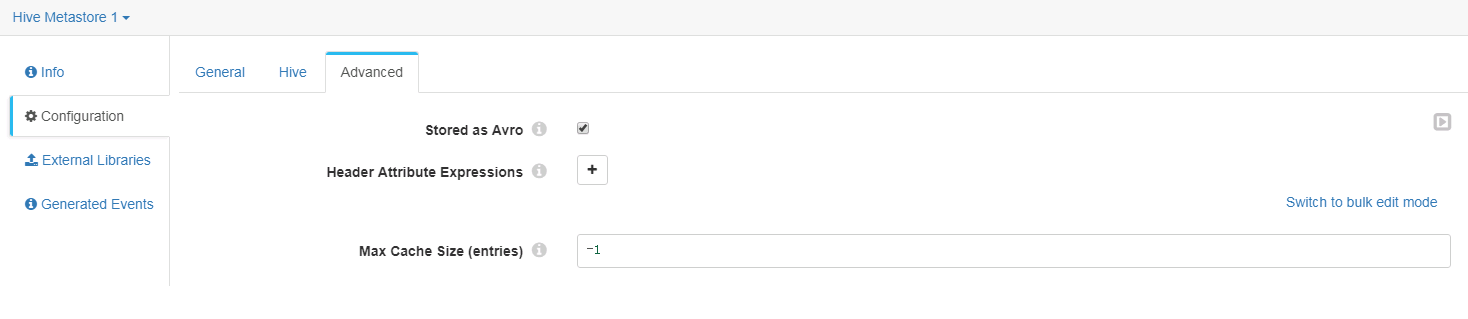 Hive Metastore 1
Info
Configuration
External Libraries
Generated Events
General Hive Advanced
Stored as Avro
Header Attribute Expressions
+
Switch to bulk edit mode
Max Cache Size (entries)
-1